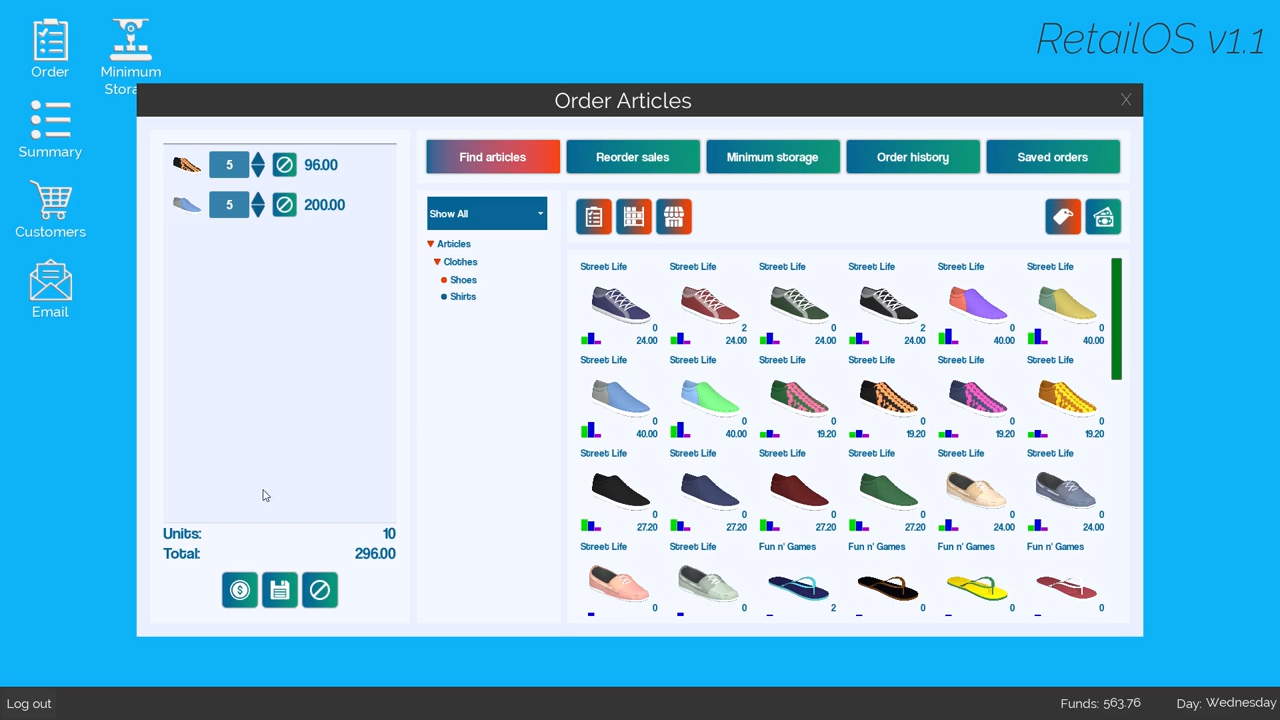 RetailOS v1.1
Order
Minimum
Stora
Summary
Customers
Email
Order Articles
X
5 96.00
5 200.00
Units: 10
Total: 296.00
Find articles
Reorder sales
Minimum storage
Order history
Saved orders
Show All
Articles
Clothes
Shoes
Shirts
Street Life Street Life Street Life Street Life Street Life Street Life
0 2 0 2 0 0
24.00 24.00 24.00 24.00 40.00 40.00
Street Life Street Life Street Life Street Life Street Life Street Life
0 0 0 0 0 0
40.00 40.00 19.20 19.20 19.20 19.20
Street Life Street Life Street Life Street Life Street Life Street Life
0 0 0 0 0 0
27.20 27.20 27.20 27.20 24.00 24.00
Street Life Street Life Fun n' Games Fun n' Games Fun n' Games Fun n' Games
0 0 2 0 0 0
Log out
Funds: 563.76
Day: Wednesday